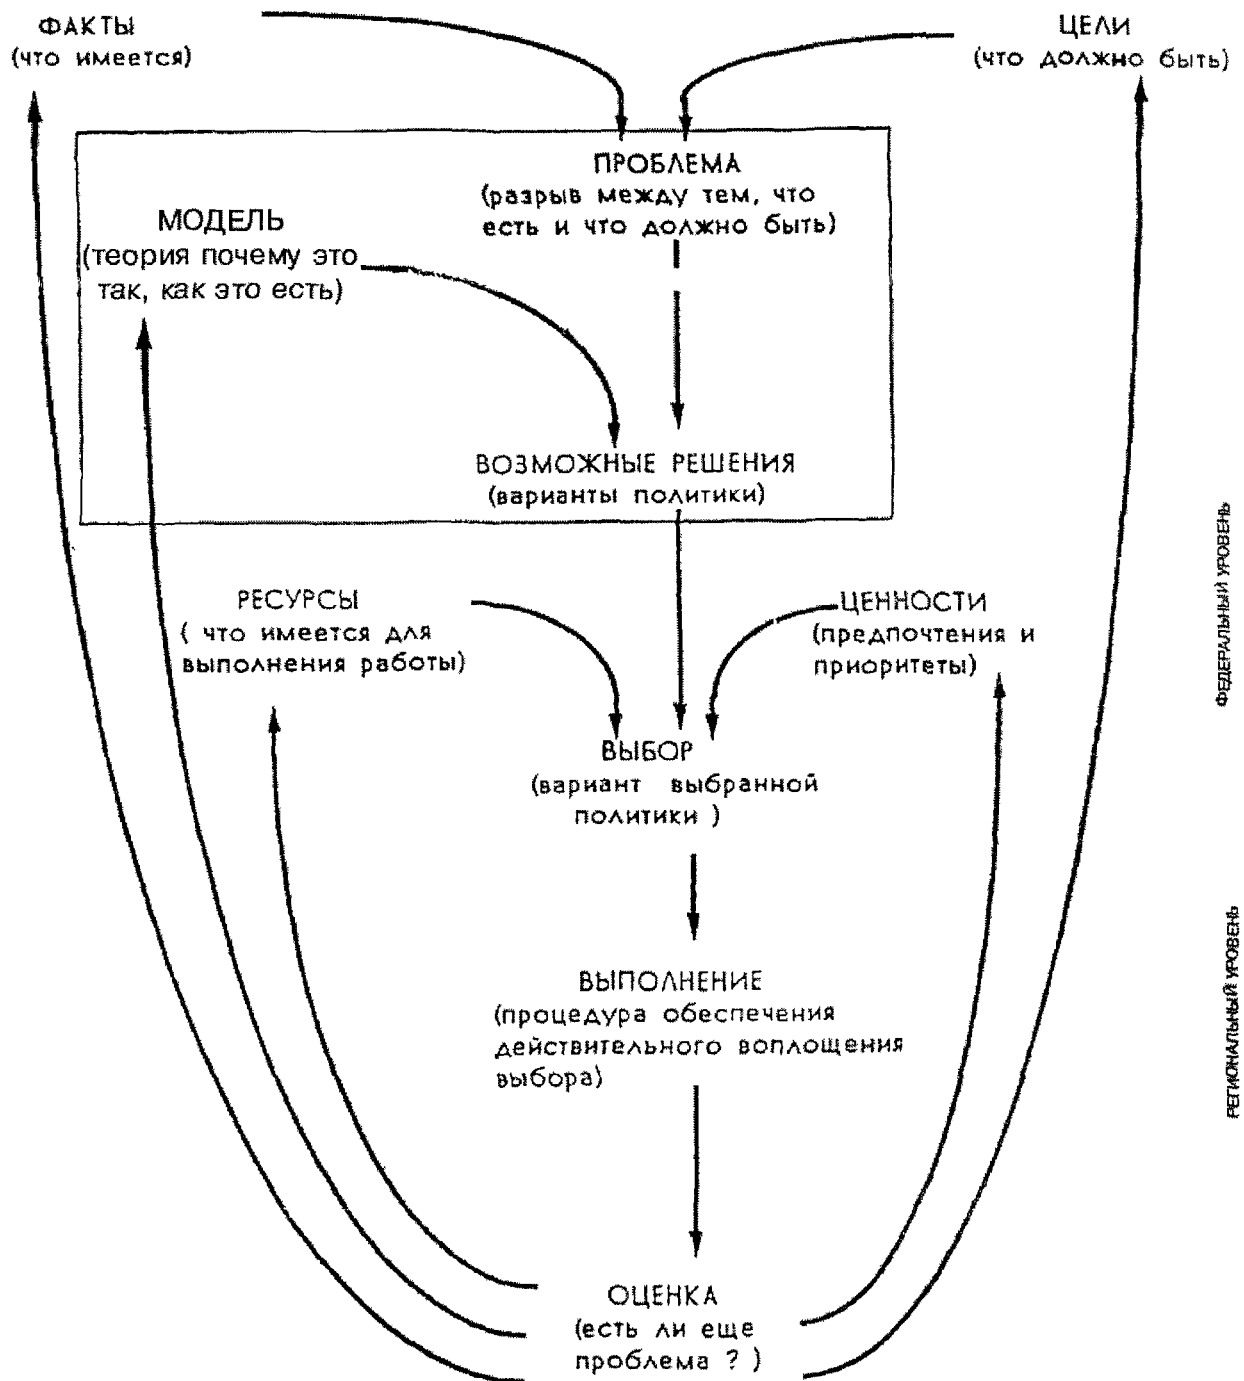 ФАКТЫ
(что имеется)
ЦЕЛИ
(что должно быть)
ПРОБЛЕМА
(разрыв между тем, что
есть и что должно быть)
МОДЕЛЬ
(теория почему это
так, как это есть)
ВОЗМОЖНЫЕ РЕШЕНИЯ
(варианты политики)
РЕСУРСЫ
( что имеется для
выполнения работы)
ЦЕННОСТИ
(предпочтения и
приоритеты)
ВЫБОР
(вариант выбранной
политики )
ВЫПОЛНЕНИЕ
(процедура обеспечения
действительного воплощения
выбора)
ОЦЕНКА
(есть ли еще
проблема ? )
ФЕДЕРАЛЬНЫЙ УРОВЕНЬ
РЕГИОНАЛЬНЫЙ УРОВЕНЬ